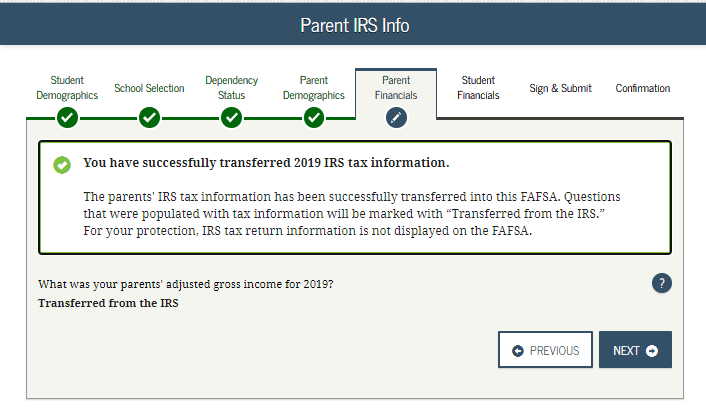 Parent IRS Info
Student Demographics
School Selection
Dependency Status
Parent Demographics
Parent Financials
Student Financials
Sign & Submit
Confirmation
You have successfully transferred 2019 IRS tax information.
The parents' IRS tax information has been successfully transferred into this FAFSA. Questions
that were populated with tax information will be marked with “Transferred from the IRS.”
For your protection, IRS tax return information is not displayed on the FAFSA.
What was your parents' adjusted gross income for 2019?
?
Transferred from the IRS
PREVIOUS
NEXT